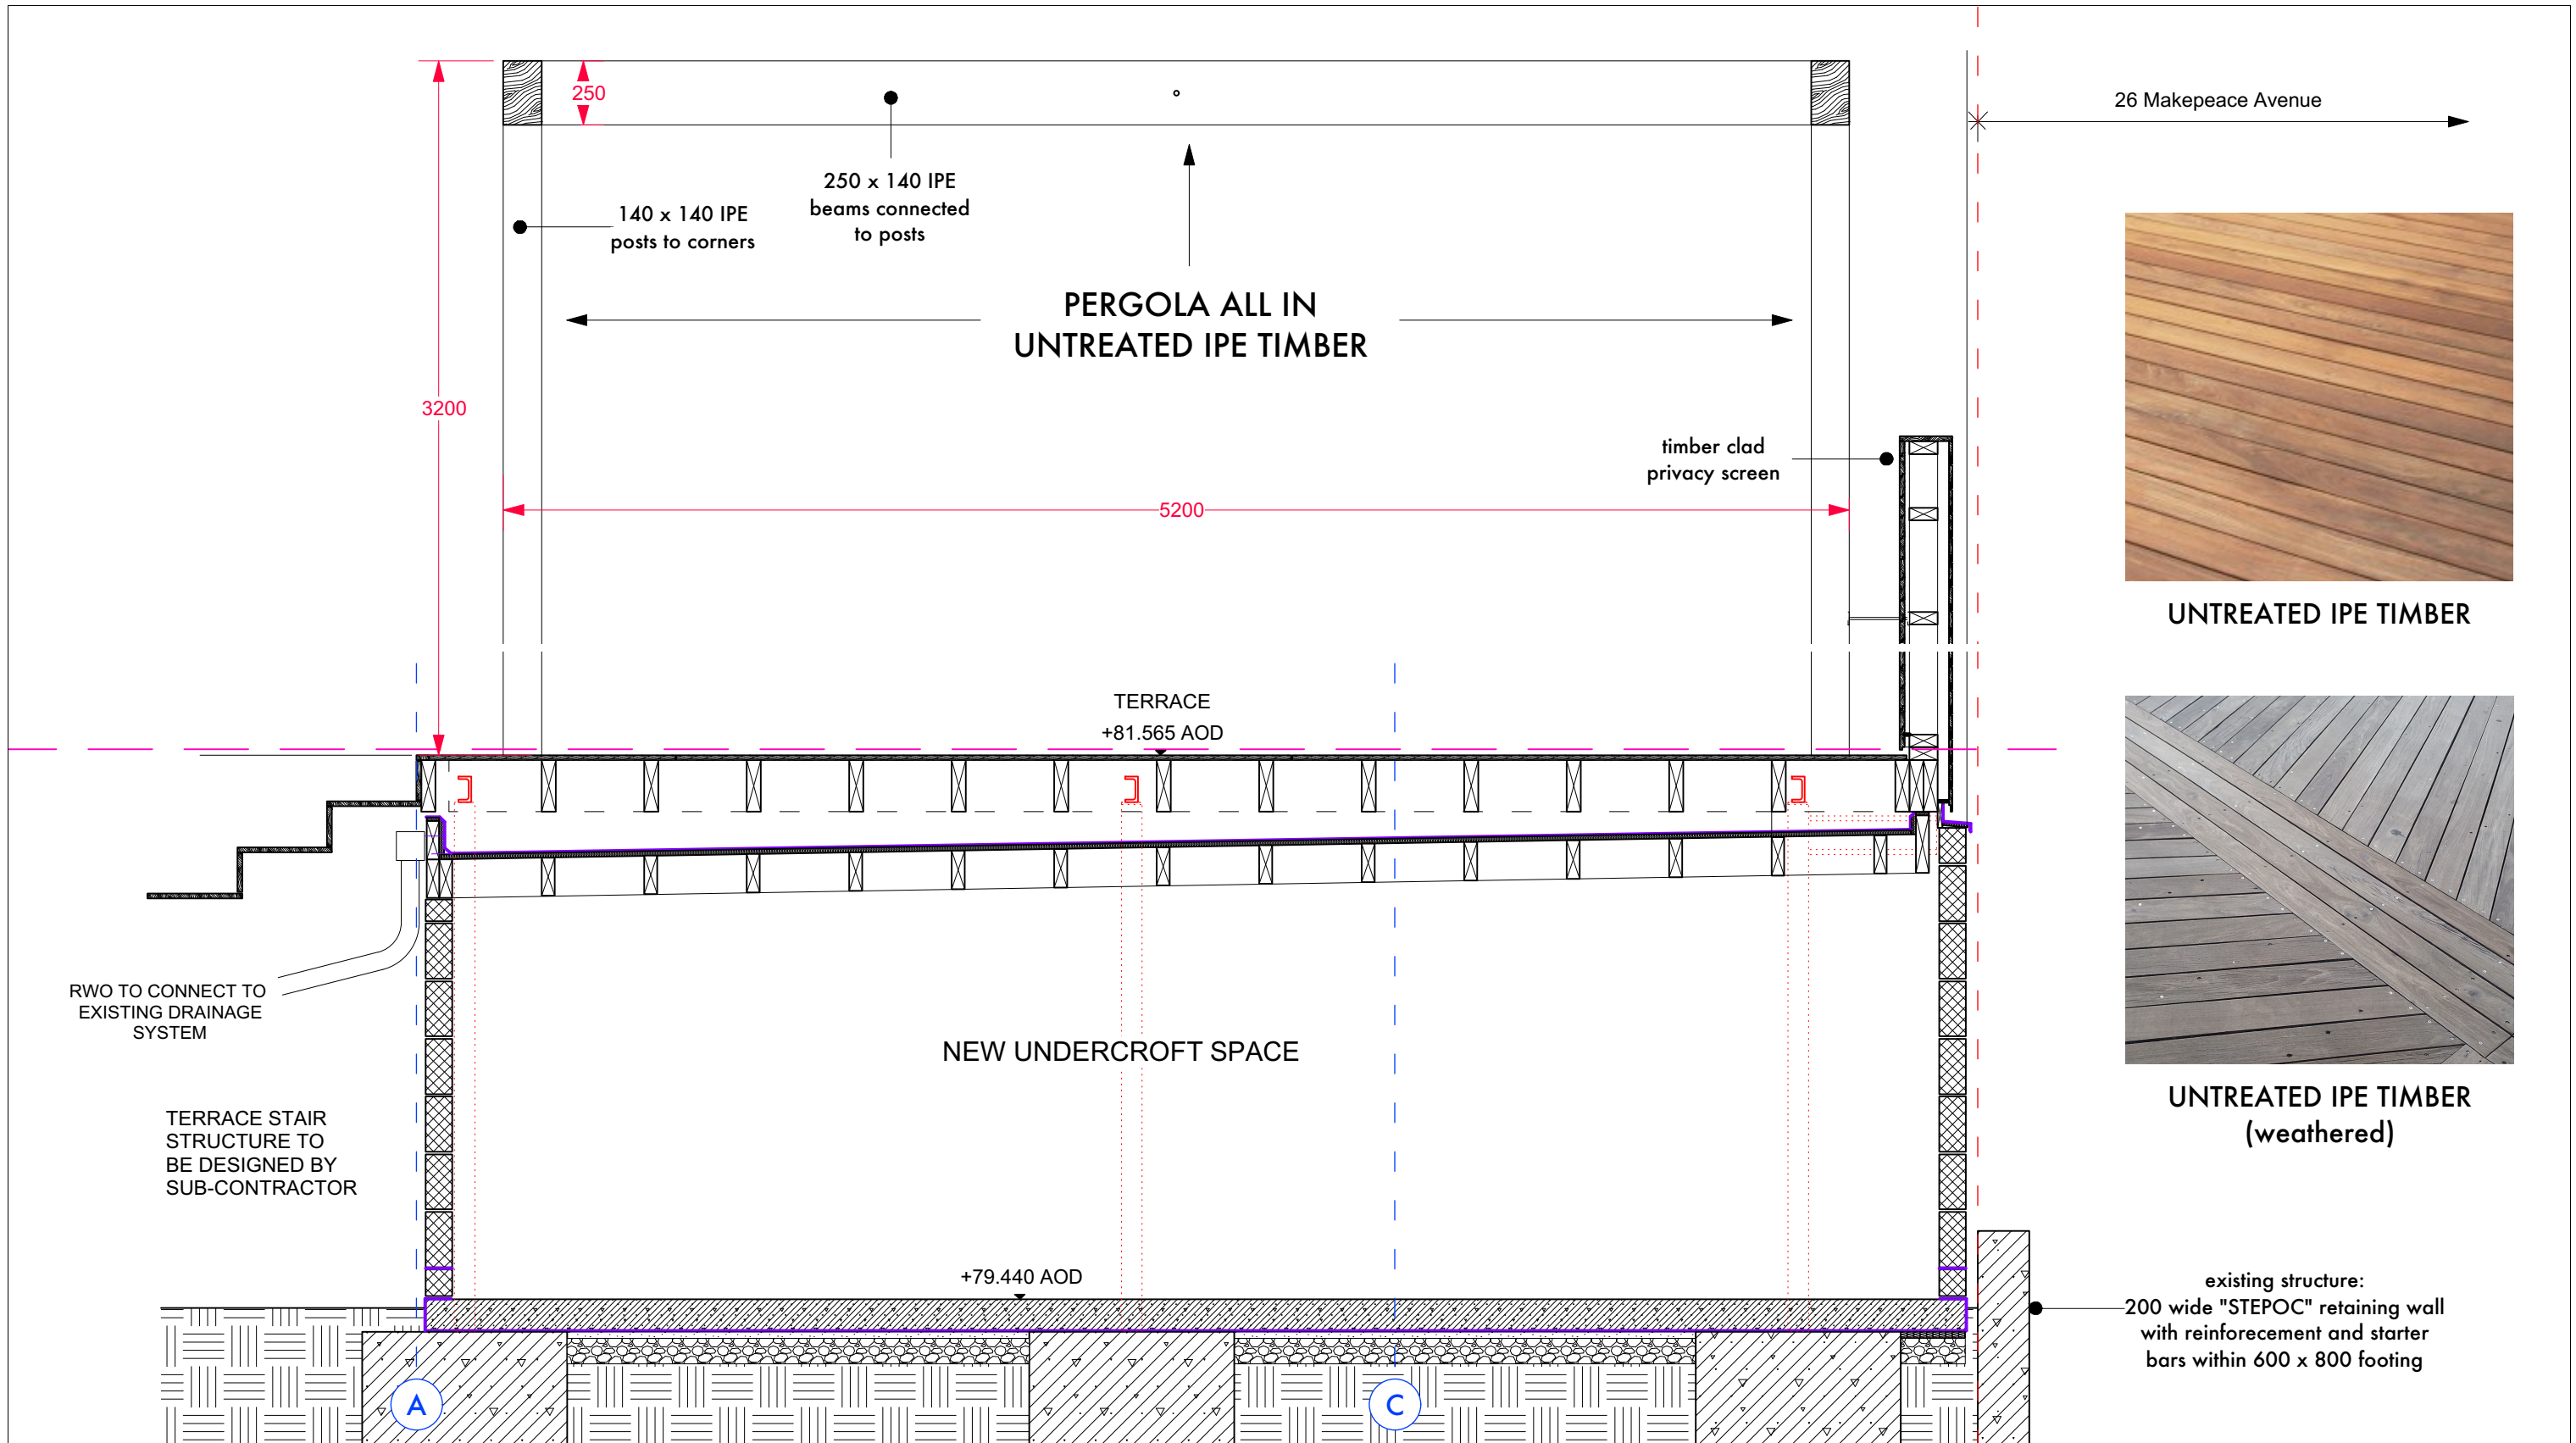 250
26 Makepeace Avenue
250 x 140 IPE
beams connected
to posts
140 x 140 IPE
posts to corners
PERGOLA ALL IN
UNTREATED IPE TIMBER
3200
timber clad
privacy screen
5200
UNTREATED IPE TIMBER
TERRACE
+81.565 AOD
RWO TO CONNECT TO
EXISTING DRAINAGE
SYSTEM
NEW UNDERCROFT SPACE
UNTREATED IPE TIMBER
(weathered)
TERRACE STAIR
STRUCTURE TO
BE DESIGNED BY
SUB-CONTRACTOR
+79.440 AOD
existing structure:
200 wide "STEPOC" retaining wall
with reinforecement and starter
bars within 600 x 800 footing
A
C